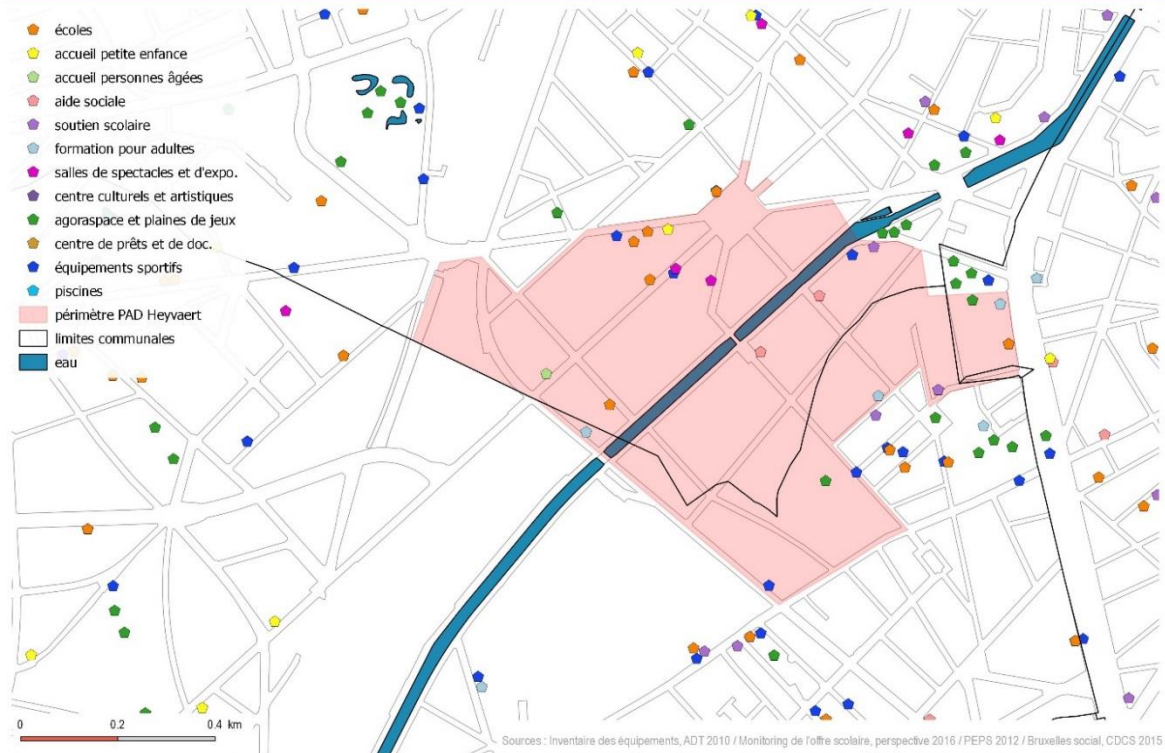 écoles
accueil petite enfance
accueil personnes âgées
aide sociale
soutien scolaire
formation pour adultes
salles de spectacles et d'expo.
centre culturels et artistiques
agoraspace et plaines de jeux
centre de prêts et de doc.
équipements sportifs
piscines
périmètre PAD Heyvaert
limites communales
eau
0 0.2 0.4 km
Sources : Inventaire des équipements, ADT 2010 / Monitoring de l'offre scolaire, perspective 2016 / PEPS 2012 / Bruxelles social, CDCS 2015